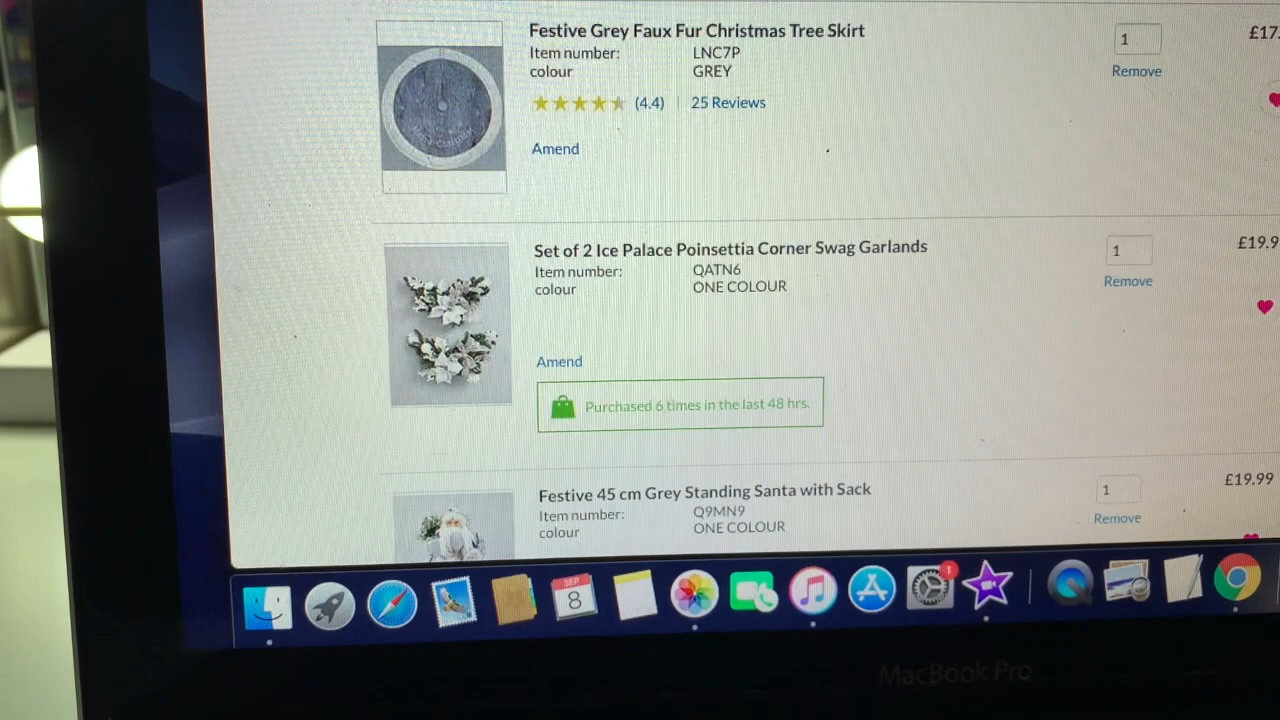 Festive Grey Faux Fur Christmas Tree Skirt
Item number: LNC7P
colour GREY
(4.4) | 25 Reviews
Amend
1
Remove
£17.
Set of 2 Ice Palace Poinsettia Corner Swag Garlands
Item number: QATN6
colour ONE COLOUR
Amend
Purchased 6 times in the last 48 hrs.
1
Remove
£19.9
Festive 45 cm Grey Standing Santa with Sack
Item number: Q9MN9
colour ONE COLOUR
1
Remove
£19.99
SEP
8
1
MacBook Pro